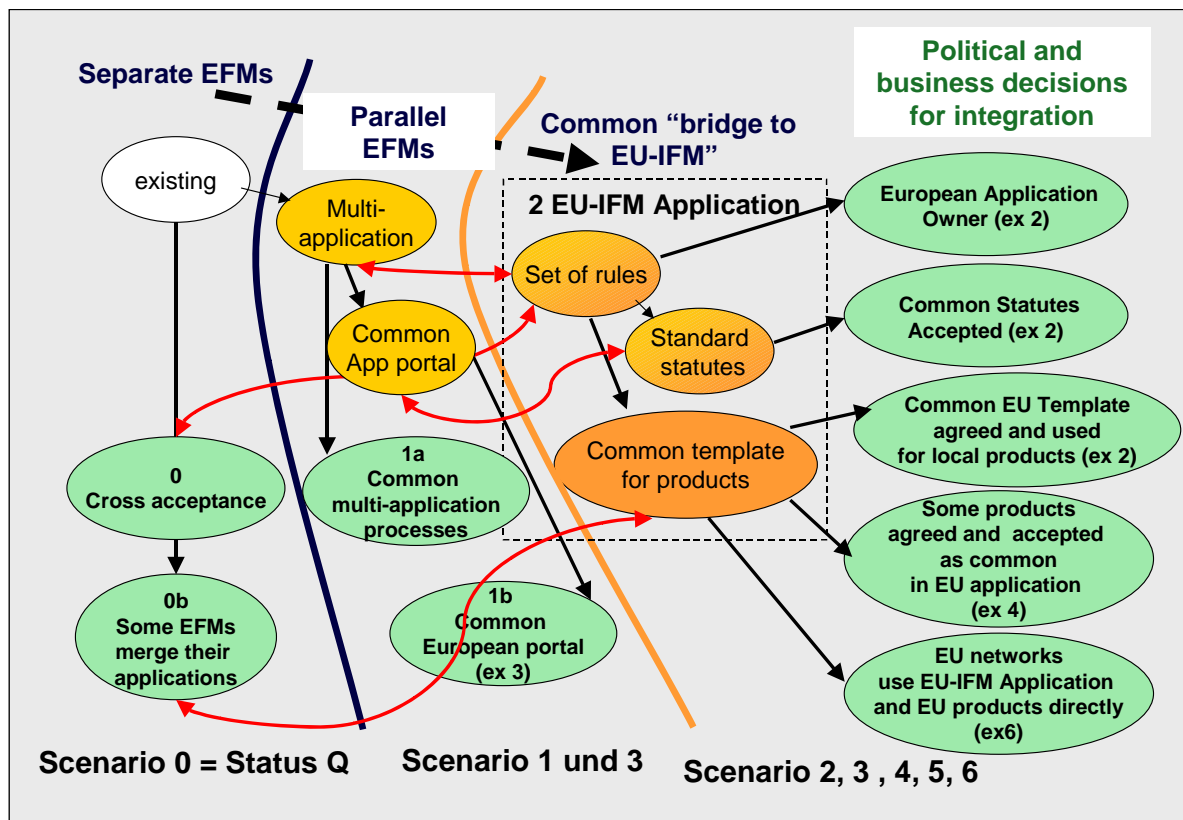 Separate EFMs
Parallel
EFMs
Common “bridge to
EU-IFM”
Political and
business decisions
for integration
existing
Multi-
application
2 EU-IFM Application
European Application
Owner (ex 2)
Set of rules
Common
App portal
Standard
statutes
Common Statutes
Accepted (ex 2)
Common template
for products
Common EU Template
agreed and used
for local products (ex 2)
0
Cross acceptance
1a
Common
multi-application
processes
Some products
agreed and  accepted
as common
in EU application
(ex 4)
0b
Some EFMs
merge their
applications
1b
Common
European portal
(ex 3)
EU networks
use EU-IFM Application
and EU products directly
(ex6)
Scenario 0 = Status Q
Scenario 1 und 3
Scenario 2, 3 , 4, 5, 6